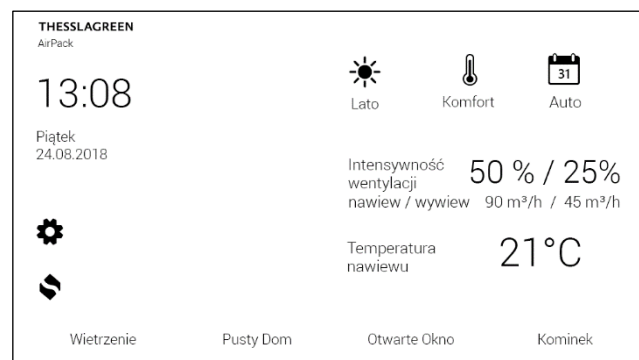 THESSLAGREEN
AirPack
13:08
Piątek
24.08.2018
31
Lato
Komfort
Auto
Intensywność
wentylacji
nawiew / wywiew
50 % / 25%
90 m³/h / 45 m³/h
Temperatura
nawiewu
21°C
Wietrzenie
Pusty Dom
Otwarte Okno
Kominek